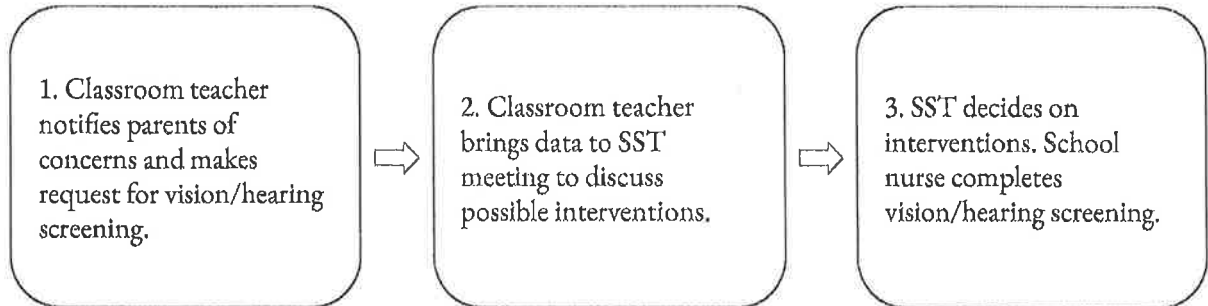 1. Classroom teacher
notifies parents of
concerns and makes
request for vision/hearing
screening.
2. Classroom teacher
brings data to SST
meeting to discuss
possible interventions.
3. SST decides on
interventions. School
nurse completes
vision/hearing screening.